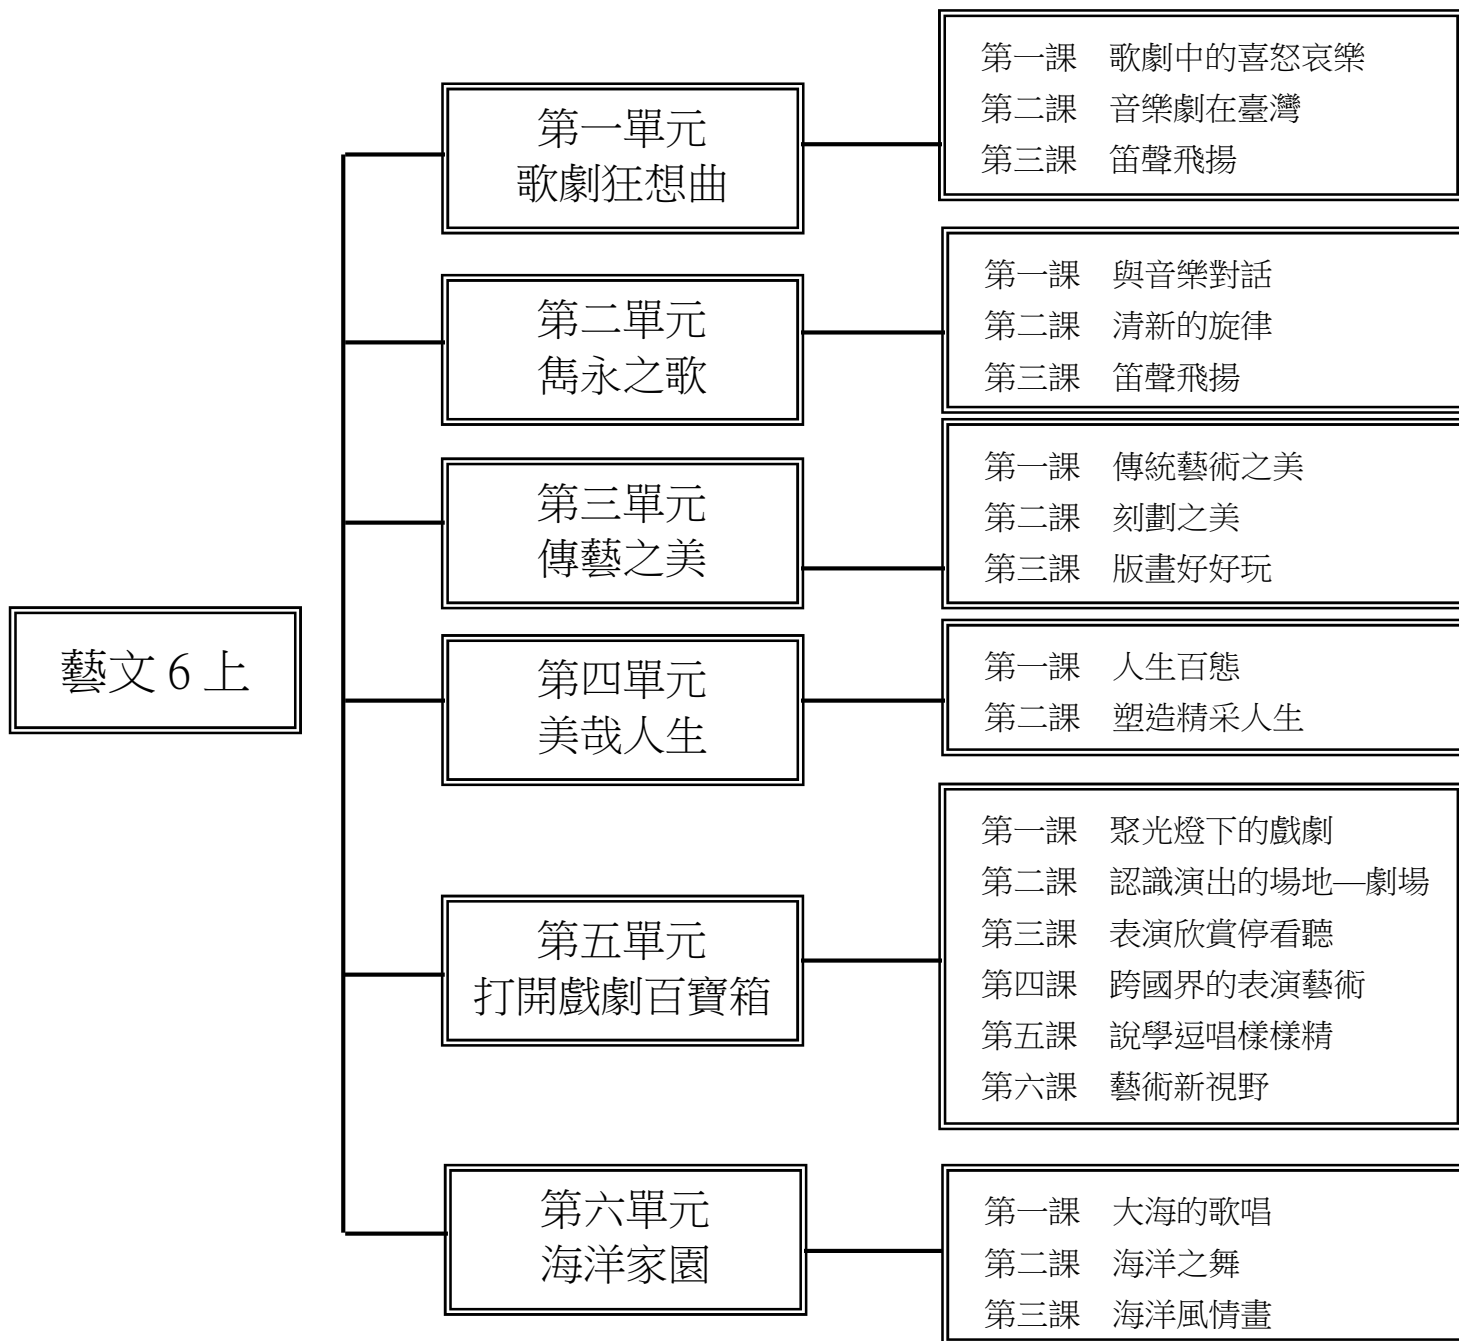 藝文6上
第一單元
歌劇狂想曲
第一課　歌劇中的喜怒哀樂
第二課　音樂劇在臺灣
第三課　笛聲飛揚
第二單元
雋永之歌
第一課　與音樂對話
第二課　清新的旋律
第三課　笛聲飛揚
第三單元
傳藝之美
第一課　傳統藝術之美
第二課　刻劃之美
第三課　版畫好好玩
第四單元
美哉人生
第一課　人生百態
第二課　塑造精采人生
第五單元
打開戲劇百寶箱
第一課　聚光燈下的戲劇
第二課　認識演出的場地—劇場
第三課　表演欣賞停看聽
第四課　跨國界的表演藝術
第五課　說學逗唱樣樣精
第六課　藝術新視野
第六單元
海洋家園
第一課　大海的歌唱
第二課　海洋之舞
第三課　海洋風情畫